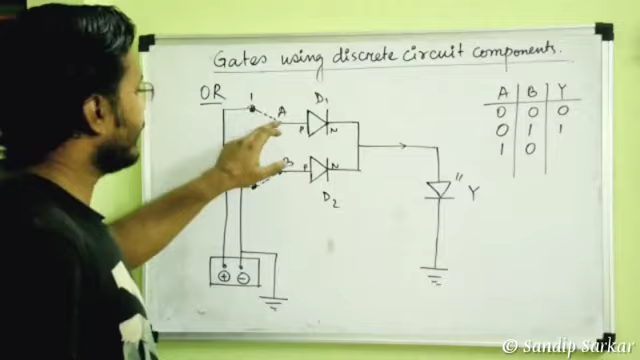 Gates using discrete circuit components.
OR
1
A
D1
P
N
B
P
N
D2
Y
+
-
A B Y
0 0 0
0 1 1
1 0
© Sandip Sarkar